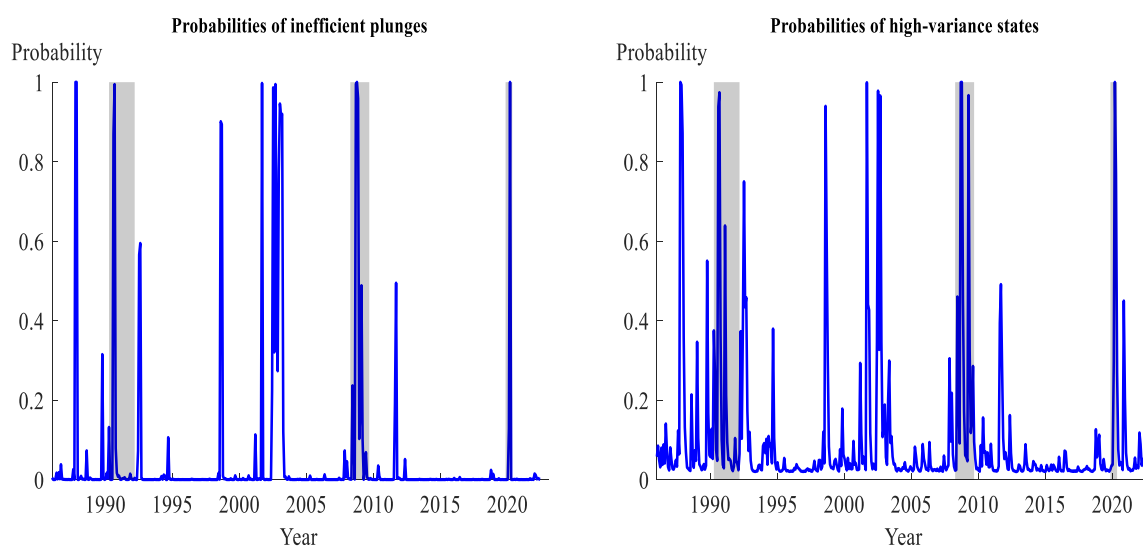 Probabilities of inefficient plunges
Probability
1
0.8
0.6
0.4
0.2
0
1990 1995 2000 2005 2010 2015 2020
Year
Probabilities of high-variance states
Probability
1
0.8
0.6
0.4
0.2
0
1990 1995 2000 2005 2010 2015 2020
Year